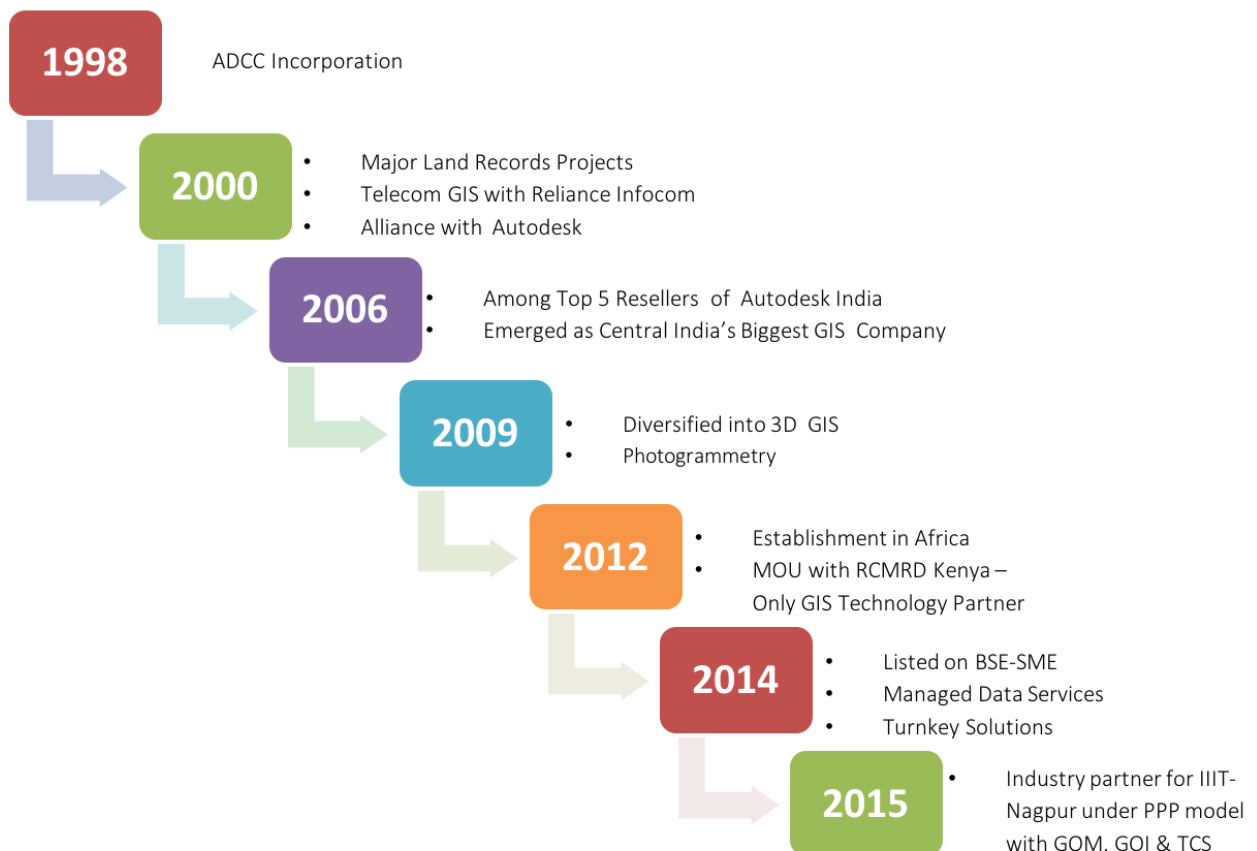 1998
ADCC Incorporation
2000
• Major Land Records Projects
• Telecom GIS with Reliance Infocom
• Alliance with Autodesk
2006
• Among Top 5 Resellers of Autodesk India
• Emerged as Central India’s Biggest GIS Company
2009
• Diversified into 3D GIS
• Photogrammetry
2012
• Establishment in Africa
• MOU with RCMRD Kenya –
Only GIS Technology Partner
2014
• Listed on BSE-SME
• Managed Data Services
• Turnkey Solutions
2015
• Industry partner for IIIT-
Nagpur under PPP model
with GOM, GOI & TCS